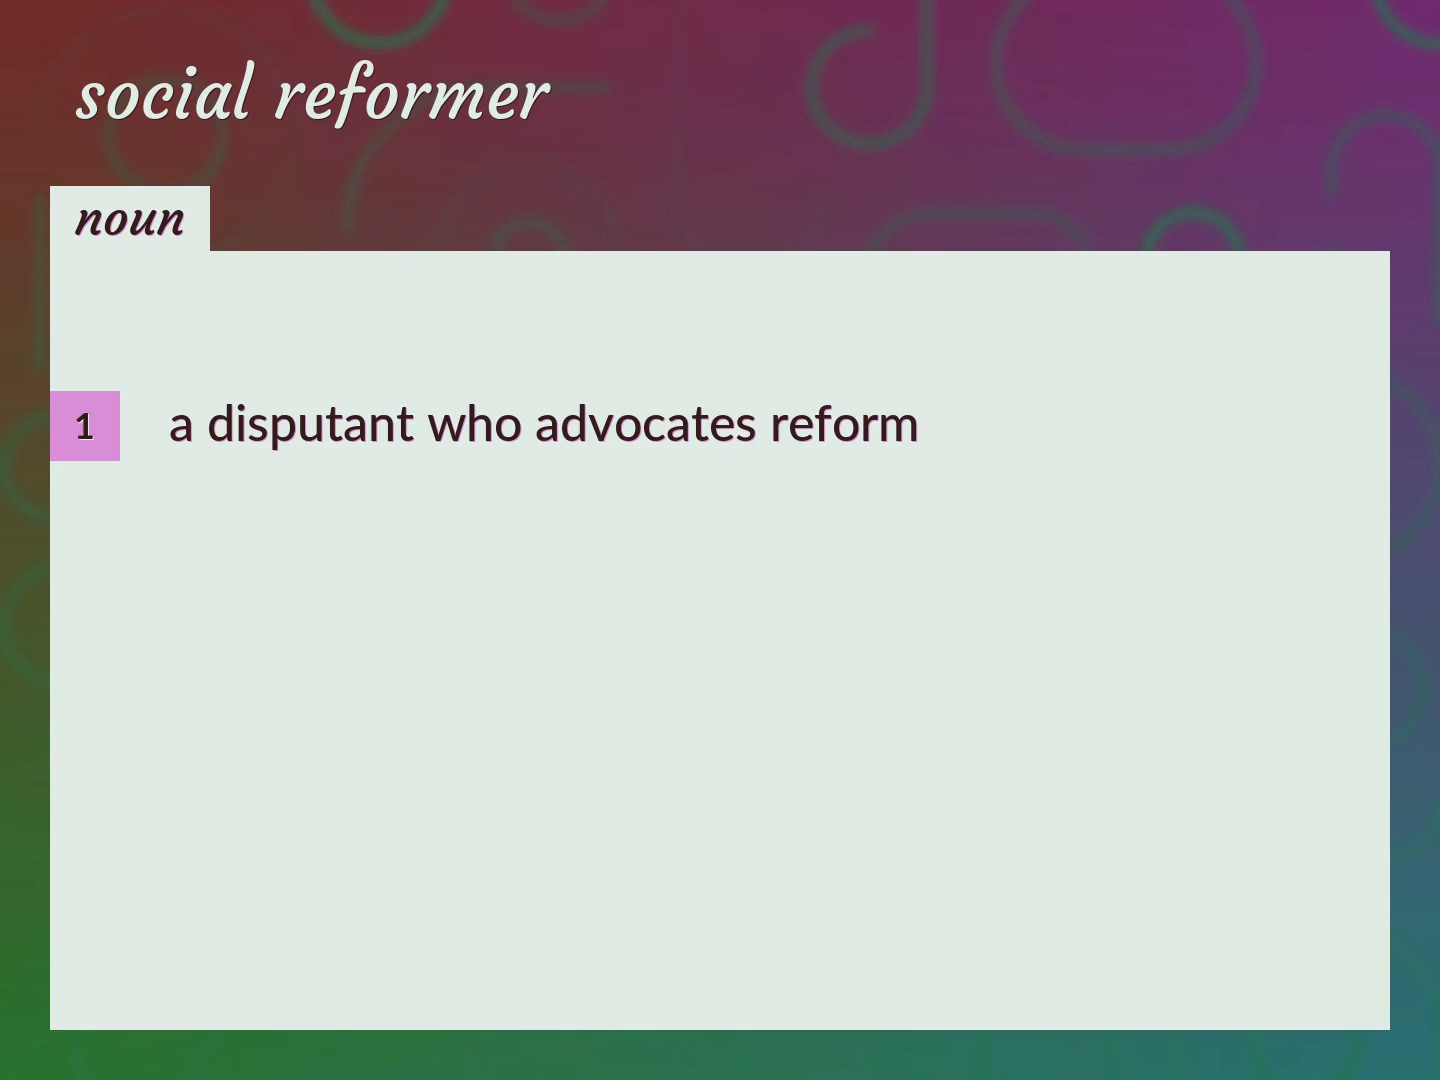 social reformer
noun
1 a disputant who advocates reform